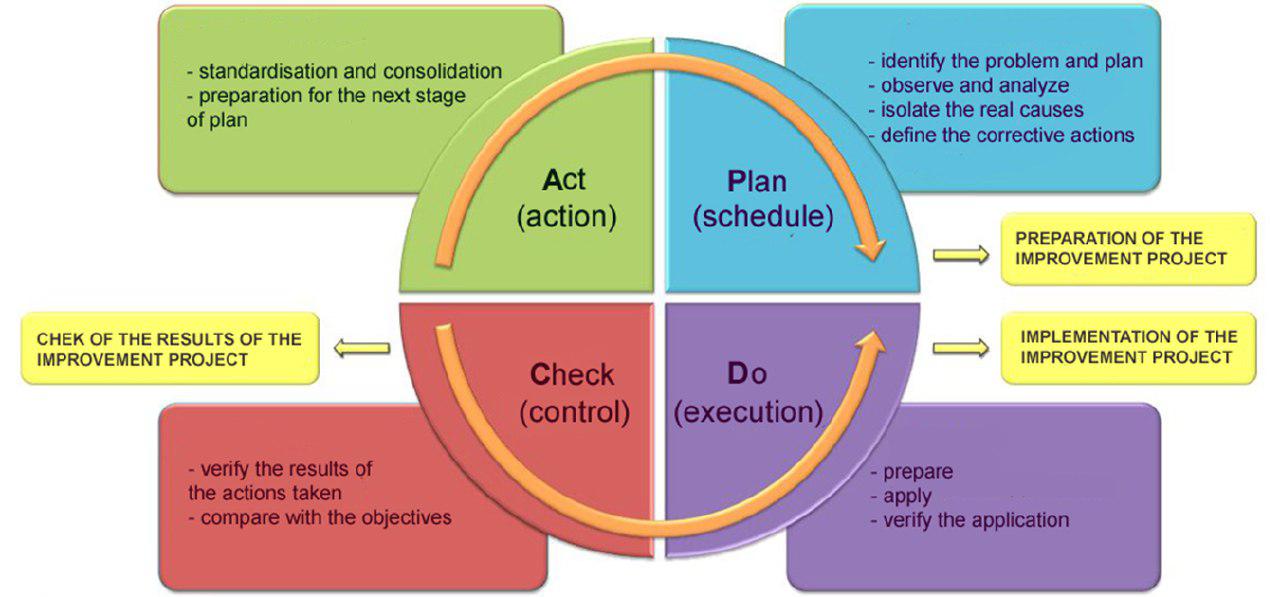 - standardisation and consolidation
- preparation for the next stage
of plan
- identify the problem and plan
- observe and analyze
- isolate the real causes
- define the corrective actions
Act
(action)
Plan
(schedule)
PREPARATION OF THE
IMPROVEMENT PROJECT
CHEK OF THE RESULTS OF THE
IMPROVEMENT PROJECT
IMPLEMENTATION OF THE
IMPROVEMENT PROJECT
Check
(control)
Do
(execution)
- verify the results of
the actions taken
- compare with the objectives
- prepare
- apply
- verify the application